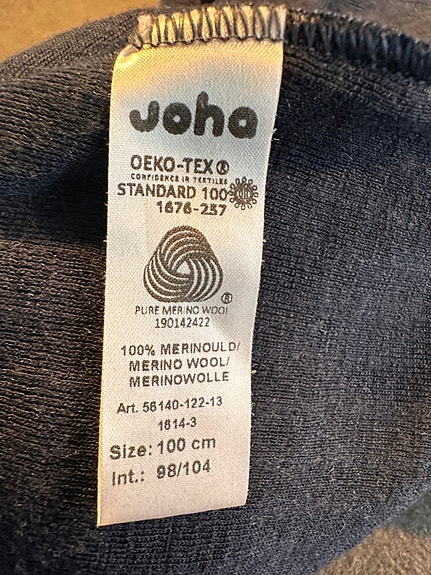 Joha
OEKO-TEX®
CONFIDENCE IN TEXTILES
STANDARD 100
1676-237
®
PURE MERINO WOOL
190142422
100% MERINOULD/
MERINO WOOL/
MERINOWOLLE
Art. 56140-122-13
1614-3
Size: 100 cm
Int.: 98/104